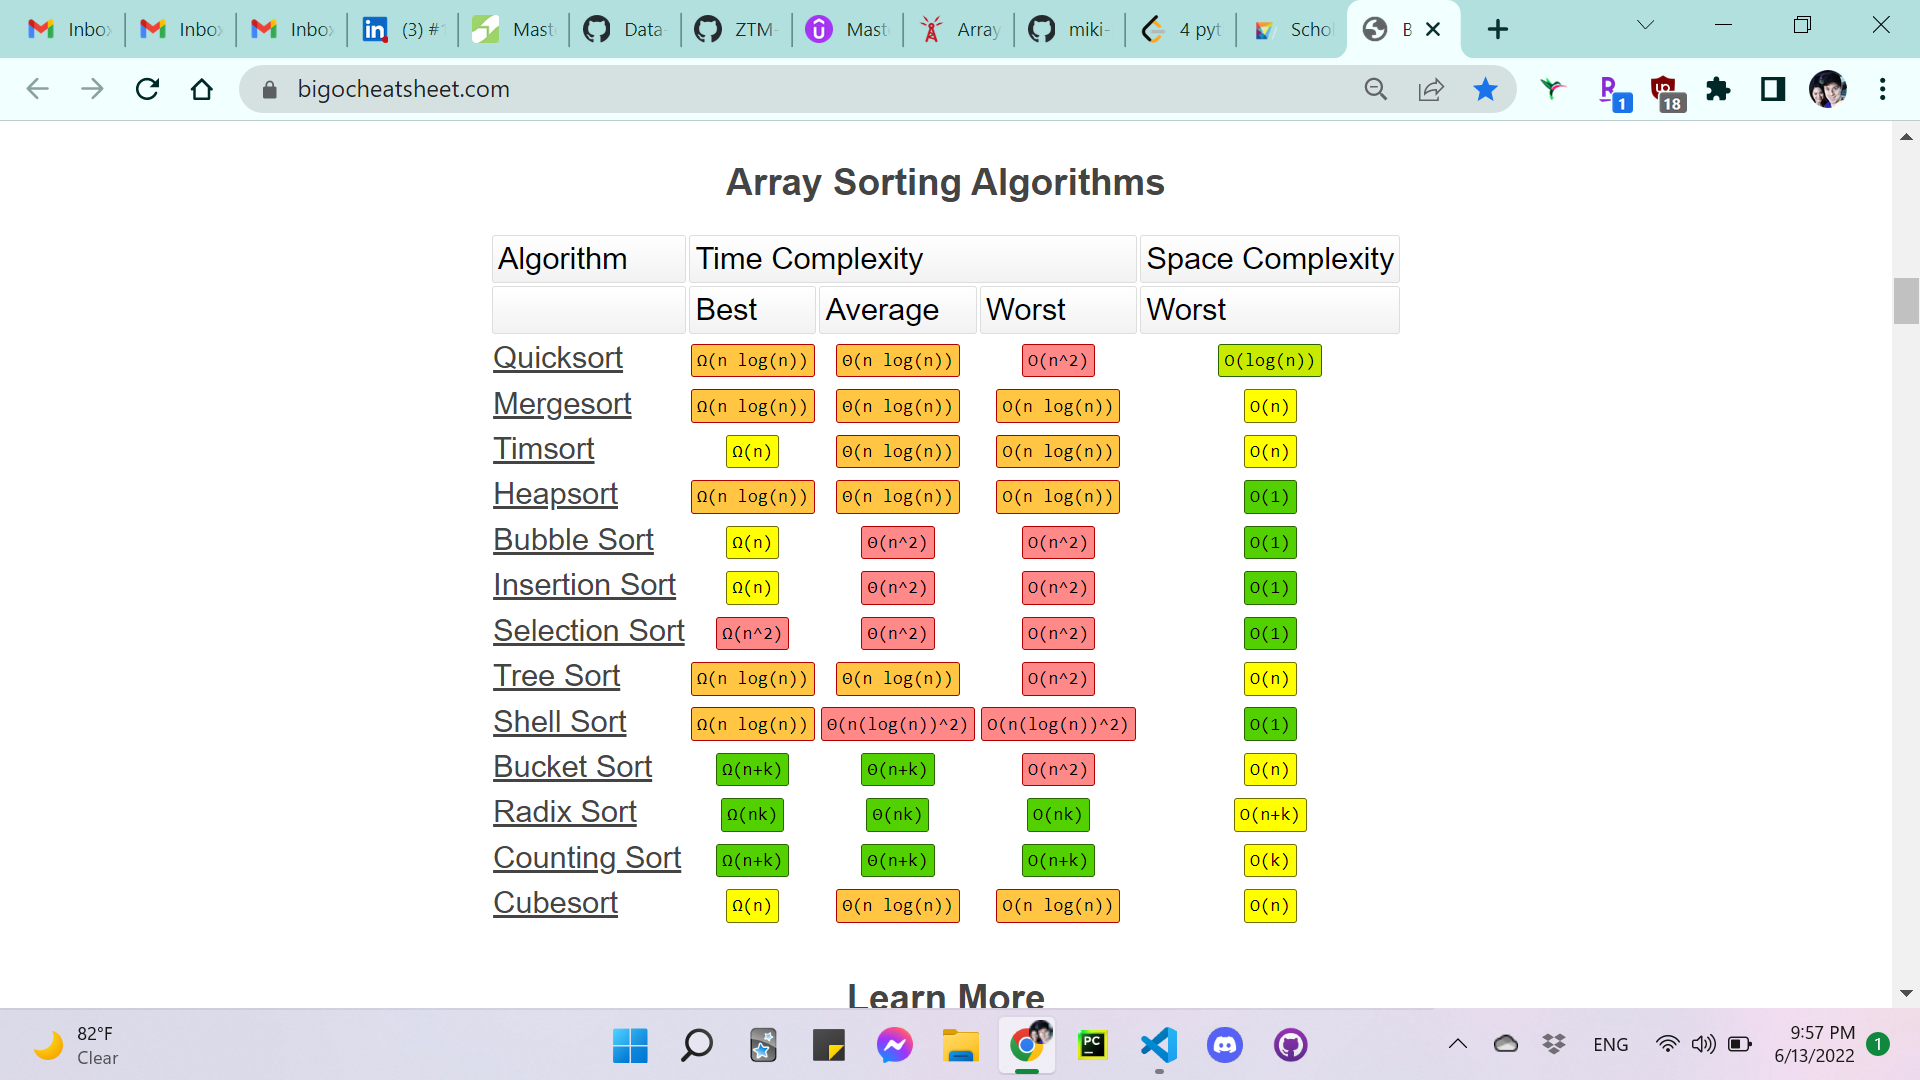 Inbo
Inbo
Inbo
(3) #
Mast
Data-
ZTM-
Mast
Array
miki-
4 pyt
Schol
B
bigocheatsheet.com
1
18
Array Sorting Algorithms
Algorithm Time Complexity Space Complexity
Best Average Worst Worst
Quicksort Ω(n log(n)) Θ(n log(n)) O(n^2) O(log(n))
Mergesort Ω(n log(n)) Θ(n log(n)) O(n log(n)) O(n)
Timsort Ω(n) Θ(n log(n)) O(n log(n)) O(n)
Heapsort Ω(n log(n)) Θ(n log(n)) O(n log(n)) O(1)
Bubble Sort Ω(n) Θ(n^2) O(n^2) O(1)
Insertion Sort Ω(n) Θ(n^2) O(n^2) O(1)
Selection Sort Ω(n^2) Θ(n^2) O(n^2) O(1)
Tree Sort Ω(n log(n)) Θ(n log(n)) O(n^2) O(n)
Shell Sort Ω(n log(n)) Θ(n(log(n))^2) O(n(log(n))^2) O(1)
Bucket Sort Ω(n+k) Θ(n+k) O(n^2) O(n)
Radix Sort Ω(nk) Θ(nk) O(nk) O(n+k)
Counting Sort Ω(n+k) Θ(n+k) O(n+k) O(k)
Cubesort Ω(n) Θ(n log(n)) O(n log(n)) O(n)
Learn More
82°F
Clear
PC
ENG
9:57 PM
6/13/2022
1